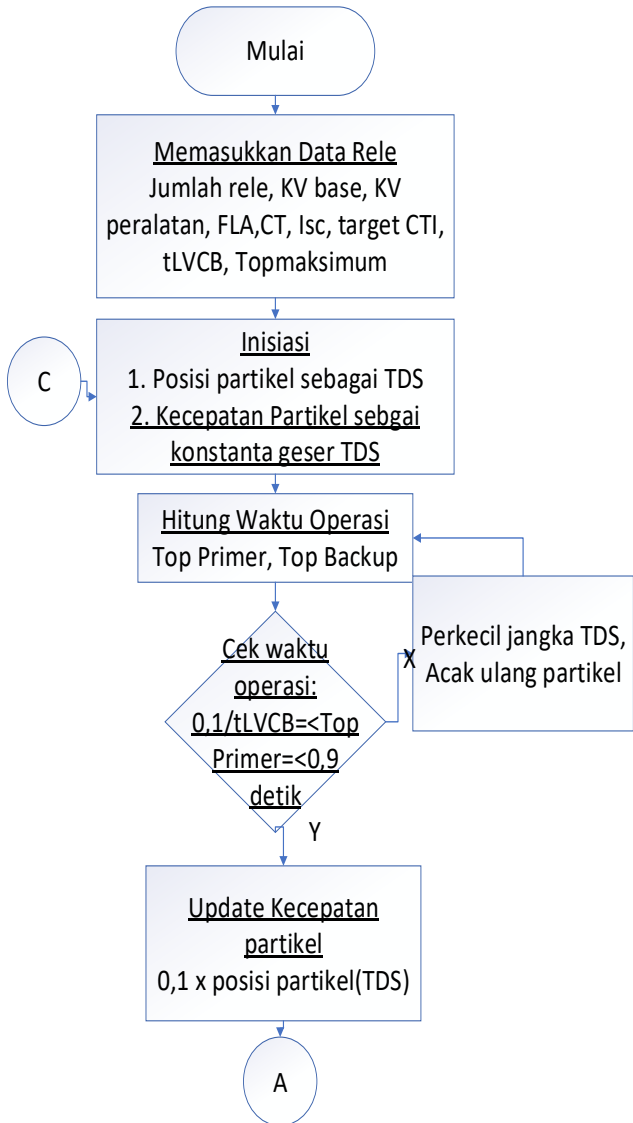 Mulai
Memasukkan Data Rele
Jumlah rele, KV base, KV
peralatan, FLA,CT, Isc, target CTI,
tLVCB, Topmaksimum
C
Inisiasi
1. Posisi partikel sebagai TDS
2. Kecepatan Partikel sebgai
konstanta geser TDS
Hitung Waktu Operasi
Top Primer, Top Backup
Cek waktu
operasi:
0,1/tLVCB=<Top
Primer=<0,9
detik
X
Perkecil jangka TDS,
Acak ulang partikel
Y
Update Kecepatan
partikel
0,1 x posisi partikel(TDS)
A